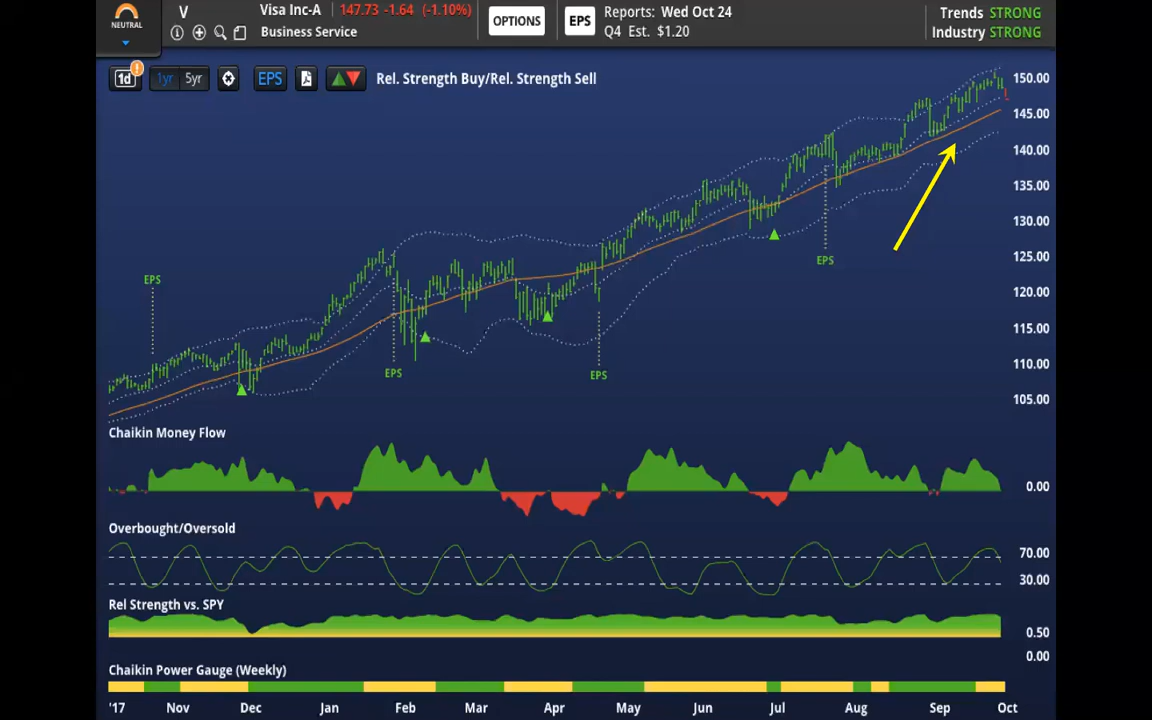 NEUTRAL
V
Visa Inc-A
147.73 -1.64 (-1.10%)
Business Service
OPTIONS
EPS
Reports: Wed Oct 24
Q4 Est. $1.20
Trends STRONG
Industry STRONG
1d
1yr
5yr
EPS
Rel. Strength Buy/Rel. Strength Sell
150.00
145.00
140.00
135.00
130.00
125.00
120.00
115.00
110.00
105.00
EPS
EPS
EPS
EPS
Chaikin Money Flow
0.00
Overbought/Oversold
70.00
30.00
Rel Strength vs. SPY
0.50
0.00
Chaikin Power Gauge (Weekly)
'17 Nov Dec Jan Feb Mar Apr May Jun Jul Aug Sep Oct